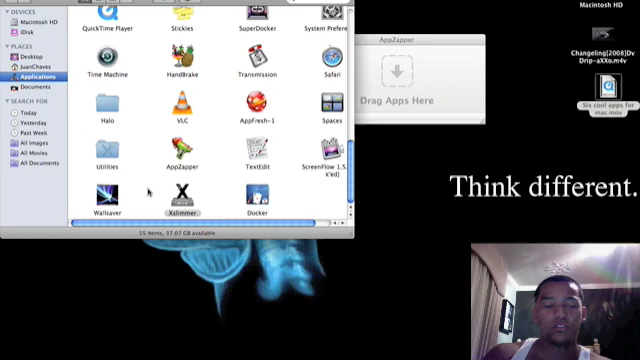 DEVICES
Macintosh HD
iDisk
PLACES
Desktop
JuanChaves
Applications
Documents
SEARCH FOR
Today
Yesterday
Past Week
All Images
All Movies
All Documents
QuickTime Player
Stickies
SuperDocker
System Prefere
Time Machine
HandBrake
Transmission
Safari
Halo
VLC
AppFresh-1
Spaces
Utilities
AppZapper
TextEdit
ScreenFlow 1.5.
k'ed)
Wallsaver
Xslimmer
Docker
55 items, 37.07 GB available
AppZapper
Drag Apps Here
Macintosh HD
Changeling[2008]Dv
Drip-aXXo.m4v
Six cool apps for
mac.mov
Think different.